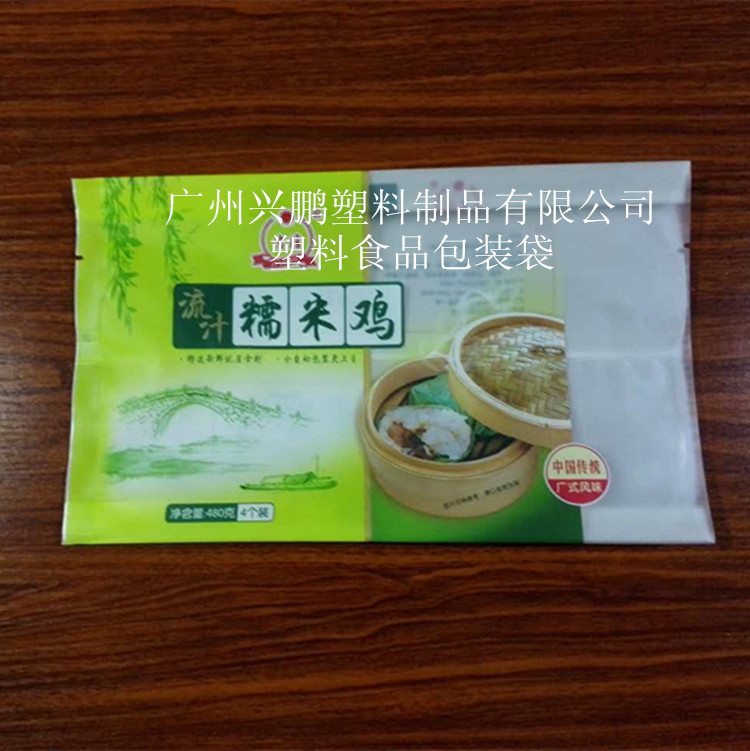 广州兴鹏塑料制品有限公司
塑料食品包装袋
流汁
糯米鸡
净含量:480克
4个装
中国传统
广式风味